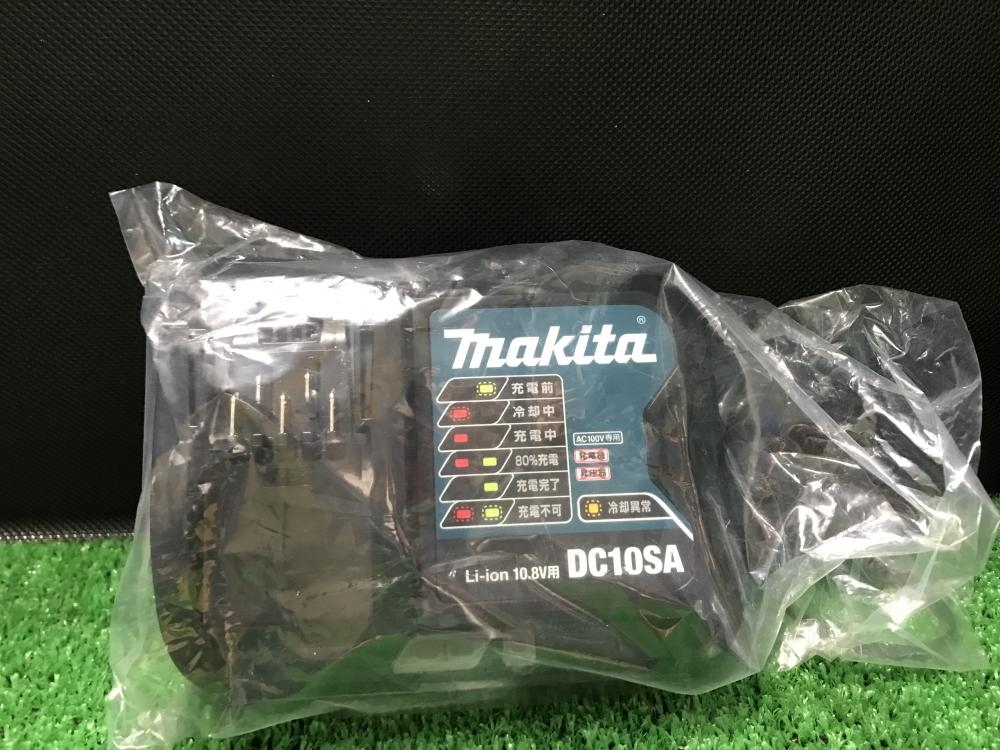 makita®
充電前
冷却中
充電中
80%充電
充電完了
充電不可
AC100V専用
冷却異常
Li-ion 10.8V用 DC10SA